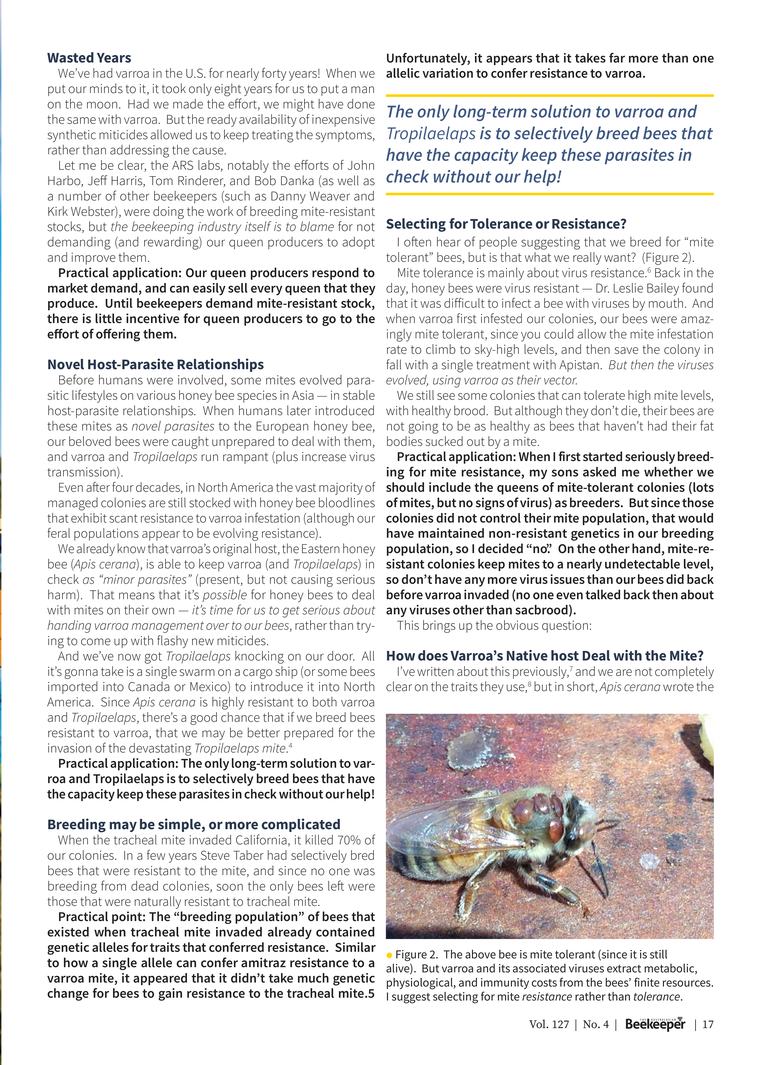 Wasted Years
We've had varroa in the U.S. for nearly forty years! When we
put our minds to it, it took only eight years for us to put a man
on the moon. Had we made the effort, we might have done
the same with varroa. But the ready availability of inexpensive
synthetic miticides allowed us to keep treating the symptoms,
rather than addressing the cause.
Let me be clear, the ARS labs, notably the efforts of John
Harbo, Jeff Harris, Tom Rinderer, and Bob Danka (as well as
a number of other beekeepers (such as Danny Weaver and
Kirk Webster), were doing the work of breeding mite-resistant
stocks, but the beekeeping industry itself is to blame for not
demanding (and rewarding) our queen producers to adopt
and improve them.
Practical application: Our queen producers respond to
market demand, and can easily sell every queen that they
produce. Until beekeepers demand mite-resistant stock,
there is little incentive for queen producers to go to the
effort of offering them.
Novel Host-Parasite Relationships
Before humans were involved, some mites evolved para-
sitic lifestyles on various honey bee species in Asia — in stable
host-parasite relationships. When humans later introduced
these mites as novel parasites to the European honey bee,
our beloved bees were caught unprepared to deal with them,
and varroa and Tropilaelaps run rampant (plus increase virus
transmission).
Even after four decades, in North America the vast majority of
managed colonies are still stocked with honey bee bloodlines
that exhibit scant resistance to varroa infestation (although our
feral populations appear to be evolving resistance).
We already know that varroa's original host, the Eastern honey
bee (Apis cerana), is able to keep varroa (and Tropilaelaps) in
check as "minor parasites" (present, but not causing serious
harm). That means that it's possible for honey bees to deal
with mites on their own — it's time for us to get serious about
handing varroa management over to our bees, rather than try-
ing to come up with flashy new miticides.
And we've now got Tropilaelaps knocking on our door. All
it's gonna take is a single swarm on a cargo ship (or some bees
imported into Canada or Mexico) to introduce it into North
America. Since Apis cerana is highly resistant to both varroa
and Tropilaelaps, there's a good chance that if we breed bees
resistant to varroa, that we may be better prepared for the
invasion of the devastating Tropilaelaps mite.4
Practical application: The only long-term solution to var-
roa and Tropilaelaps is to selectively breed bees that have
the capacity keep these parasites in check without our help!
Breeding may be simple, or more complicated
When the tracheal mite invaded California, it killed 70% of
our colonies. In a few years Steve Taber had selectively bred
bees that were resistant to the mite, and since no one was
breeding from dead colonies, soon the only bees left were
those that were naturally resistant to tracheal mite.
Practical point: The "breeding population" of bees that
existed when tracheal mite invaded already contained
genetic alleles for traits that conferred resistance. Similar
to how a single allele can confer amitraz resistance to a
varroa mite, it appeared that it didn't take much genetic
change for bees to gain resistance to the tracheal mite.5
Unfortunately, it appears that it takes far more than one
allelic variation to confer resistance to varroa.
The only long-term solution to varroa and
Tropilaelaps is to selectively breed bees that
have the capacity keep these parasites in
check without our help!
Selecting for Tolerance or Resistance?
I often hear of people suggesting that we breed for "mite
tolerant" bees, but is that what we really want? (Figure 2).
Mite tolerance is mainly about virus resistance.6 Back in the
day, honey bees were virus resistant — Dr. Leslie Bailey found
that it was difficult to infect a bee with viruses by mouth. And
when varroa first infested our colonies, our bees were amaz-
ingly mite tolerant, since you could allow the mite infestation
rate to climb to sky-high levels, and then save the colony in
fall with a single treatment with Apistan. But then the viruses
evolved, using varroa as their vector.
We still see some colonies that can tolerate high mite levels,
with healthy brood. But although they don't die, their bees are
not going to be as healthy as bees that haven't had their fat
bodies sucked out by a mite.
Practical application: When I first started seriously breed-
ing for mite resistance, my sons asked me whether we
should include the queens of mite-tolerant colonies (lots
of mites, but no signs of virus) as breeders. But since those
colonies did not control their mite population, that would
have maintained non-resistant genetics in our breeding
population, so I decided "no." On the other hand, mite-re-
sistant colonies keep mites to a nearly undetectable level,
so don't have any more virus issues than our bees did back
before varroa invaded (no one even talked back then about
any viruses other than sacbrood).
This brings up the obvious question:
How does Varroa's Native host Deal with the Mite?
I've written about this previously,7 and we are not completely
clear on the traits they use,8 but in short, Apis cerana wrote the
Figure 2. The above bee is mite tolerant (since it is still
alive). But varroa and its associated viruses extract metabolic,
physiological, and immunity costs from the bees' finite resources.
I suggest selecting for mite resistance rather than tolerance.
Vol. 127 | No. 4 | Beekeeper | 17